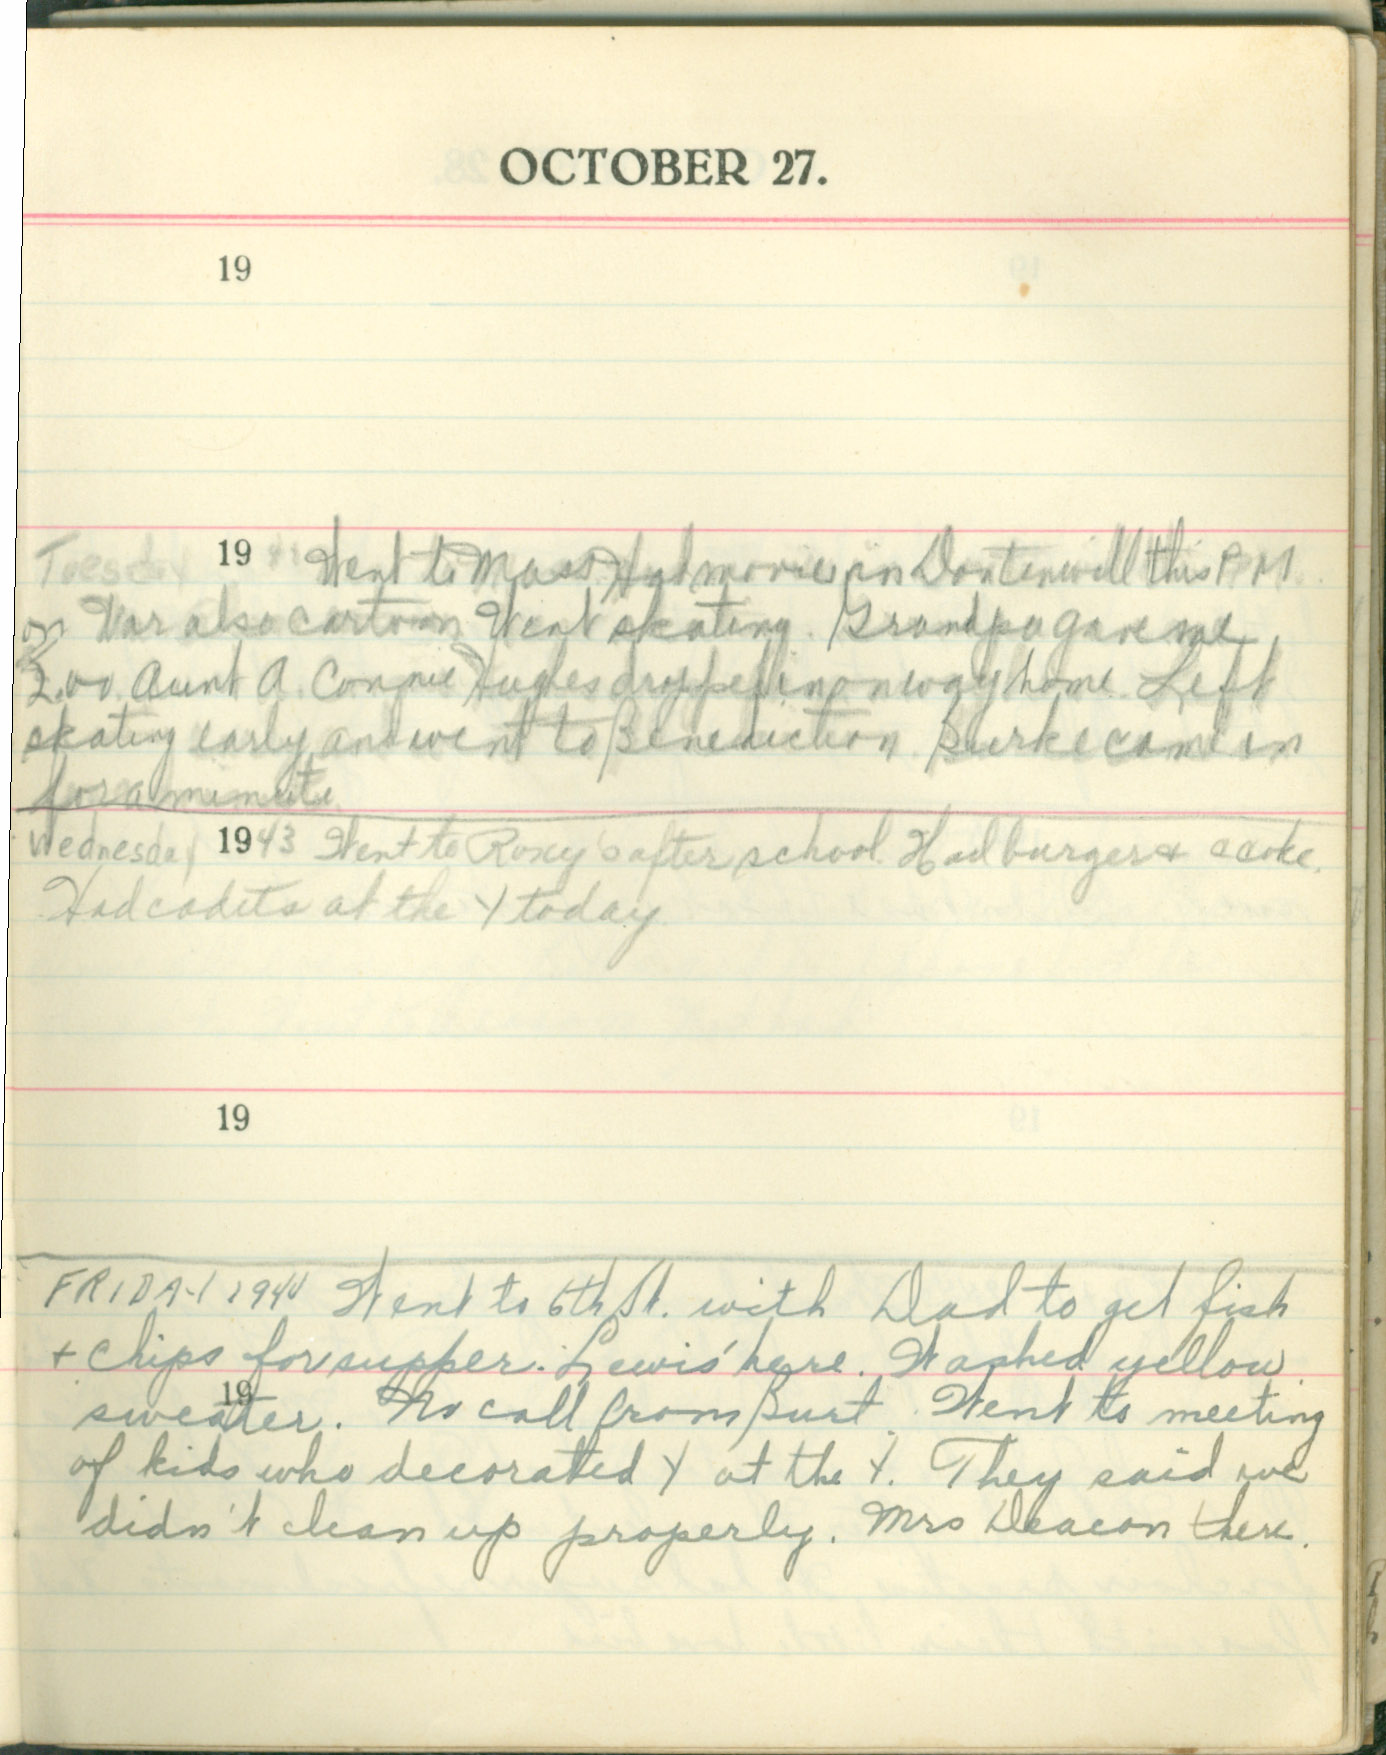 OCTOBER 27.
19
Tuesday 19 Went to Mass. Had movies in Dontenwill this P.M.
on War also cartoon Went skating. Grandpa gave me
2.00. Aunt A. Connie Hughes dropped in on way home. Left
skating early and went to Benediction. Burke came in
for a minute.
Wednesday 1943 Went to Roxy's after school. Had burger & a coke.
Had cadets at the Y today.
19
FRIDAY 1944 Went to 6th St. with Dad to get fish
+ chips for supper. Lewis' here. Washed yellow
19
sweater. No call from Burt. Went to meeting
of kids who decorated Y at the Y. They said we
didn't clean up properly. Mrs Deacon there.